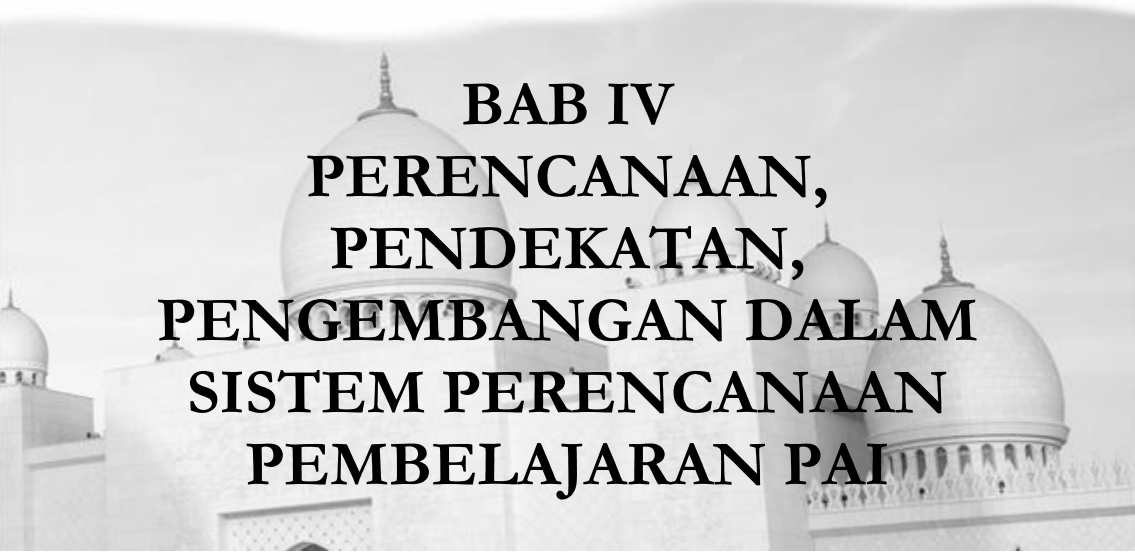 BAB IV
PERENCANAAN,
PENDEKATAN,
PENGEMBANGAN DALAM
SISTEM PERENCANAAN
PEMBELAJARAN PAI